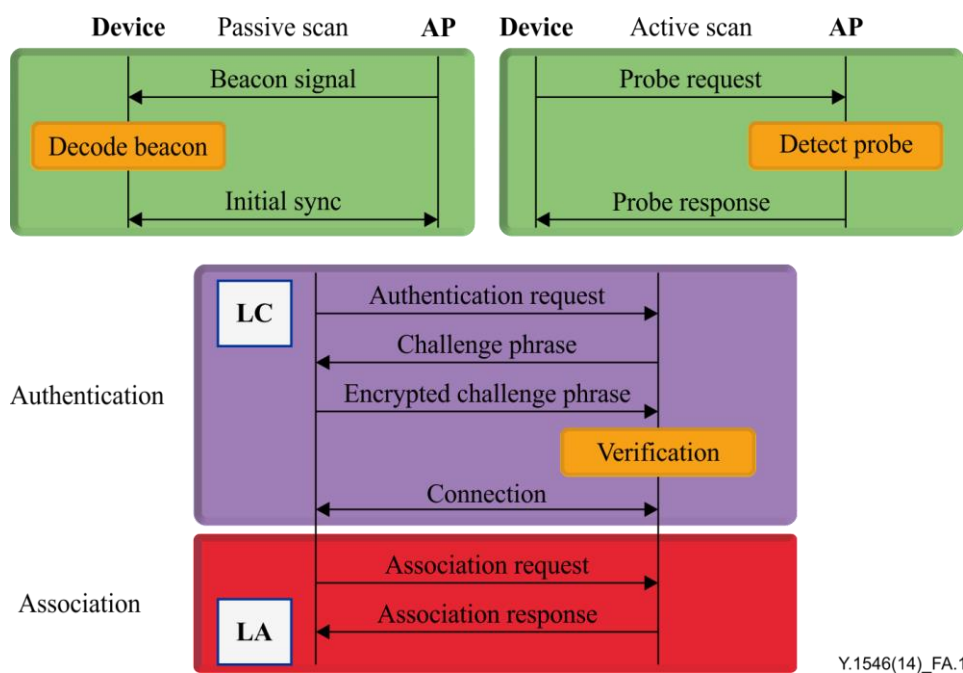 Device Passive scan AP Device Active scan AP
Beacon signal Probe request
Decode beacon Detect probe
Initial sync Probe response
LC Authentication request
Challenge phrase
Authentication Encrypted challenge phrase
Verification
Connection
Association request
Association Association response
LA
Y.1546(14)_FA.1